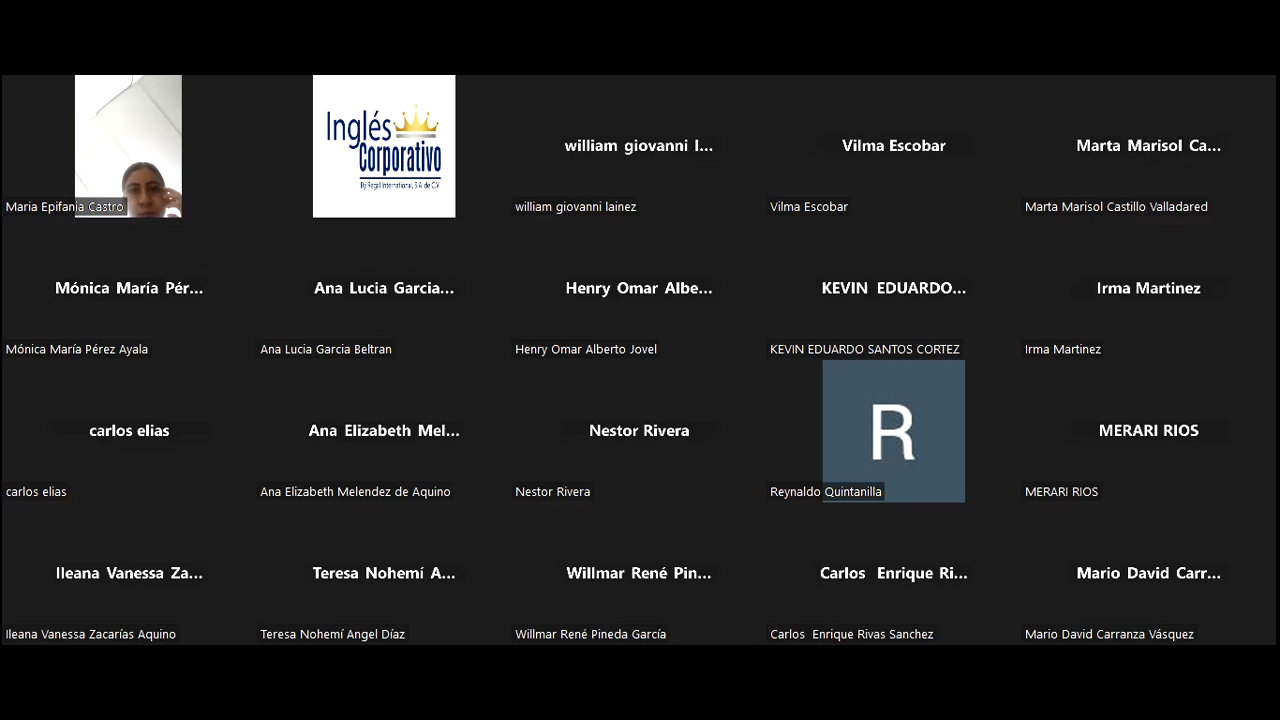 Inglés
Corporativo
By Regal International, S.A. de C.V.
william giovanni l...
Vilma Escobar
Marta Marisol Ca...
Maria Epifania Castro
william giovanni lainez
Vilma Escobar
Marta Marisol Castillo Valladared
Mónica María Pér...
Ana Lucia Garcia...
Henry Omar Albe...
KEVIN EDUARDO...
Irma Martinez
Mónica María Pérez Ayala
Ana Lucia Garcia Beltran
Henry Omar Alberto Jovel
KEVIN EDUARDO SANTOS CORTEZ
Irma Martinez
carlos elias
Ana Elizabeth Mel...
Nestor Rivera
R
MERARI RIOS
carlos elias
Ana Elizabeth Melendez de Aquino
Nestor Rivera
Reynaldo Quintanilla
MERARI RIOS
Ileana Vanessa Za...
Teresa Nohemí A...
Willmar René Pin...
Carlos Enrique Ri...
Mario David Carr...
Ileana Vanessa Zacarías Aquino
Teresa Nohemí Angel Díaz
Willmar René Pineda García
Carlos Enrique Rivas Sanchez
Mario David Carranza Vásquez